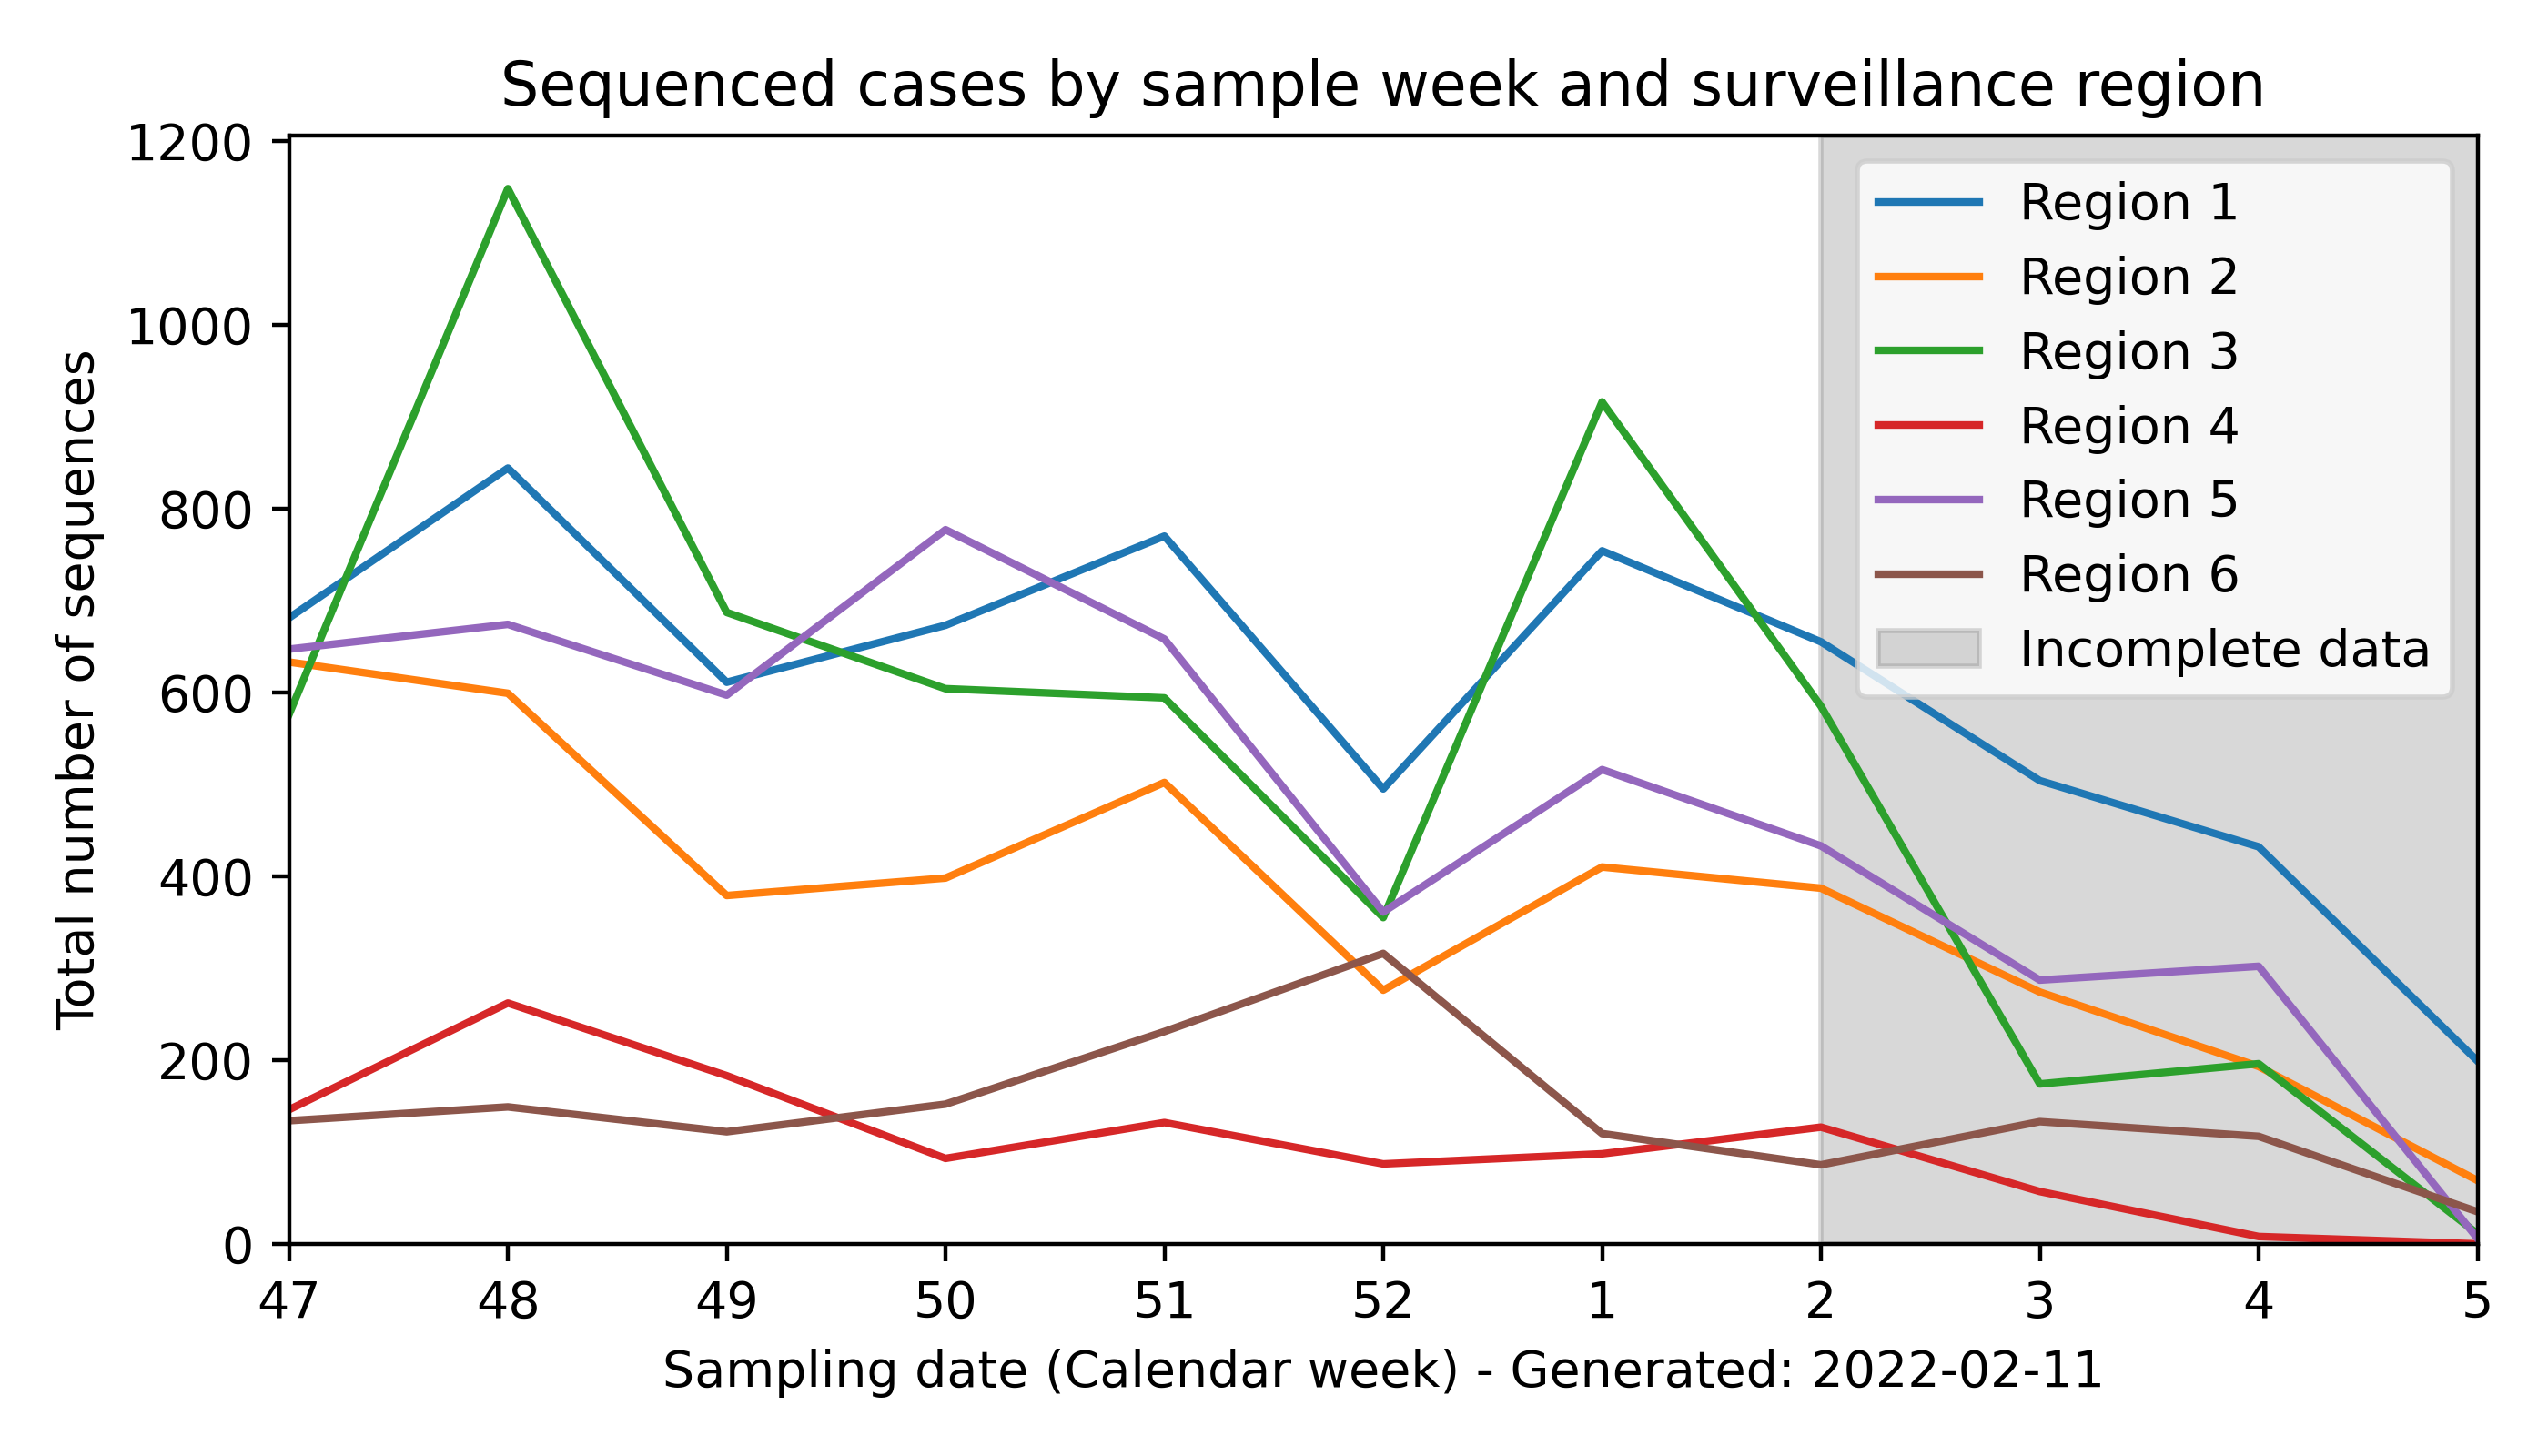 Sequenced cases by sample week and surveillance region
1200
1000
800
600
400
200
0
Total number of sequences
Region 1
Region 2
Region 3
Region 4
Region 5
Region 6
Incomplete data
47 48 49 50 51 52 1 2 3 4 5
Sampling date (Calendar week) - Generated: 2022-02-11